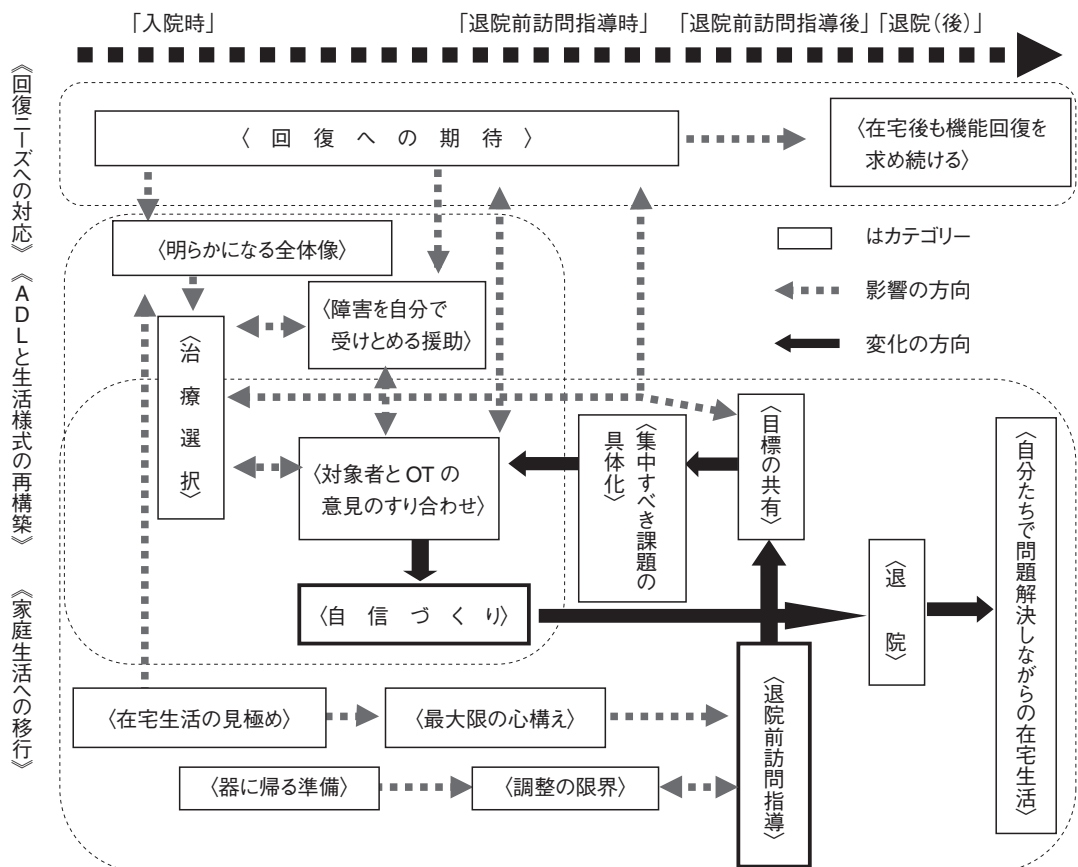 「入院時」
「退院前訪問指導時」
「退院前訪問指導後」
「退院（後）」
《回復ニーズへの対応》
《ADLと生活様式の再構築》
《家庭生活への移行》
〈回復への期待〉
〈在宅後も機能回復を
求め続ける〉
〈明らかになる全体像〉
はカテゴリー
影響の方向
変化の方向
〈障害を自分で
受けとめる援助〉
〈治療選択〉
〈対象者とOTの
意見のすり合わせ〉
〈集中すべき課題の
具体化〉
〈目標の共有〉
〈自信づくり〉
〈退院〉
〈自分たちで問題解決しながらの在宅生活〉
〈在宅生活の見極め〉
〈最大限の心構え〉
〈退院前訪問指導〉
〈器に帰る準備〉
〈調整の限界〉